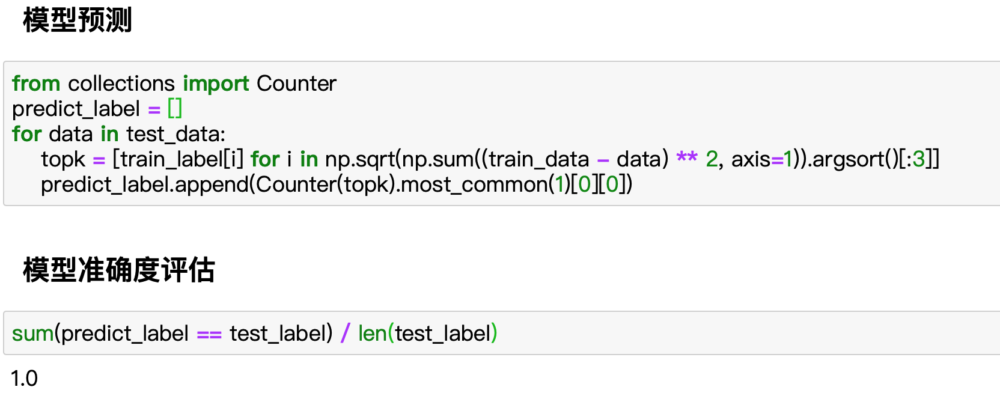 模型预测
from collections import Counter
predict_label = []
for data in test_data:
    topk = [train_label[i] for i in np.sqrt(np.sum((train_data - data) ** 2, axis=1)).argsort()[:3]]
    predict_label.append(Counter(topk).most_common(1)[0][0])
模型准确度评估
sum(predict_label == test_label) / len(test_label)
1.0